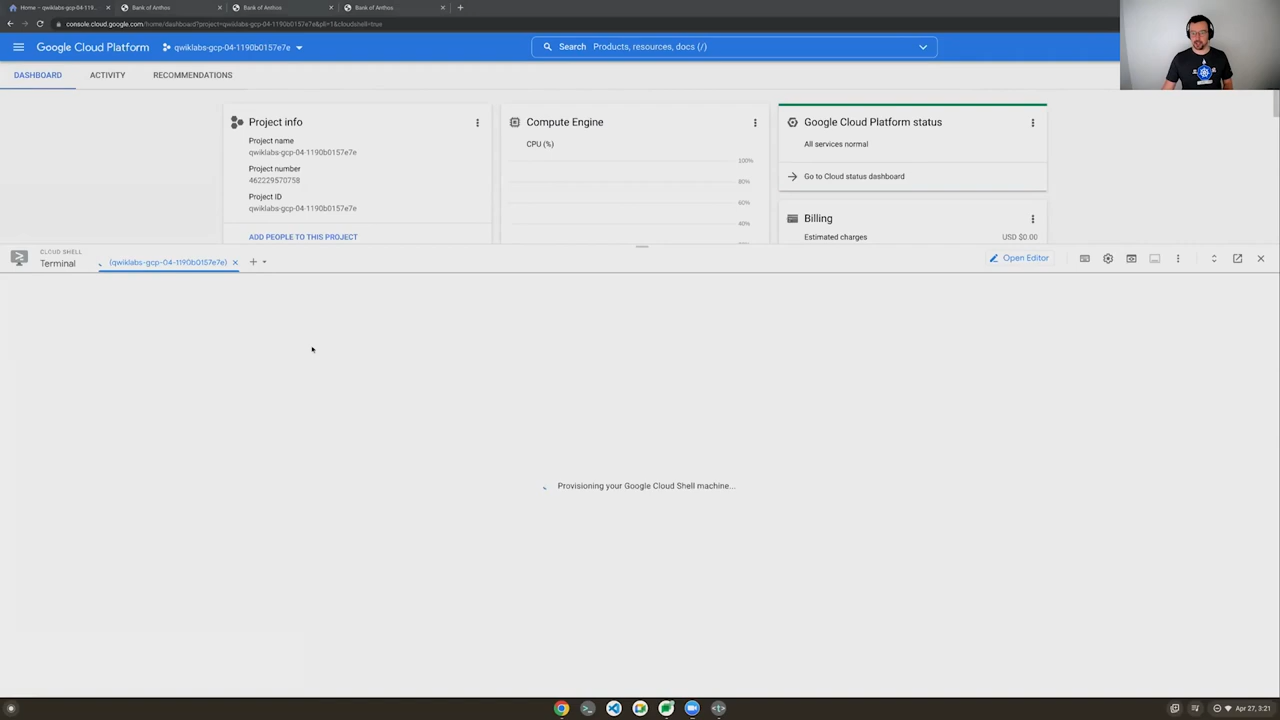 Home – qwiklabs-gcp-04-119...
Bank of Anthos
Bank of Anthos
Bank of Anthos
console.cloud.google.com/home/dashboard?project=qwiklabs-gcp-04-1190b0157e7e&pli=1&cloudshell=true
Google Cloud Platform
qwiklabs-gcp-04-1190b0157e7e
Search Products, resources, docs (/)
DASHBOARD
ACTIVITY
RECOMMENDATIONS
Project info
Project name
qwiklabs-gcp-04-1190b0157e7e
Project number
462229570758
Project ID
qwiklabs-gcp-04-1190b0157e7e
ADD PEOPLE TO THIS PROJECT
Compute Engine
CPU (%)
100%
80%
60%
40%
Google Cloud Platform status
All services normal
Go to Cloud status dashboard
Billing
Estimated charges USD $0.00
CLOUD SHELL
Terminal
(qwiklabs-gcp-04-1190b0157e7e)
Open Editor
Provisioning your Google Cloud Shell machine...
Apr 27, 3:21